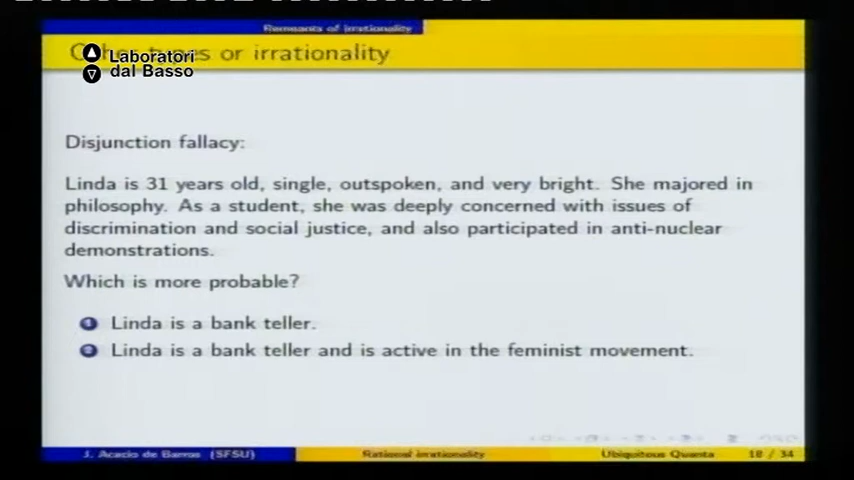 Remnants of irrationality
types or irrationality
Laboratori
dal Basso
Disjunction fallacy:
Linda is 31 years old, single, outspoken, and very bright. She majored in
philosophy. As a student, she was deeply concerned with issues of
discrimination and social justice, and also participated in anti-nuclear
demonstrations.
Which is more probable?
1 Linda is a bank teller.
2 Linda is a bank teller and is active in the feminist movement.
J. Acacio de Barros (SFSU) Rational irrationality Ubiquitous Quanta 18 / 34